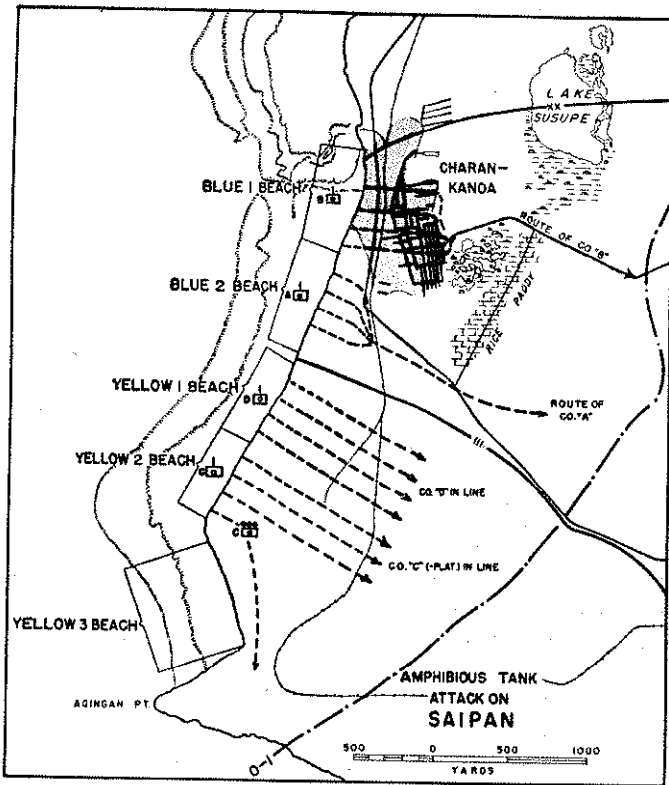 LAKE
XX
SUSUPE
CHARAN-
KANOA
BLUE 1 BEACH
B
ROUTE OF CO. "B"
BLUE 2 BEACH
A
RICE PADDY
YELLOW 1 BEACH
D
ROUTE OF
CO. "A"
III
YELLOW 2 BEACH
C
CO. "D" IN LINE
C
CO. "C" (-PLAT.) IN LINE
YELLOW 3 BEACH
AGINGAN PT.
AMPHIBIOUS TANK
ATTACK ON
SAIPAN
500 0 500 1000
YARDS
O-1